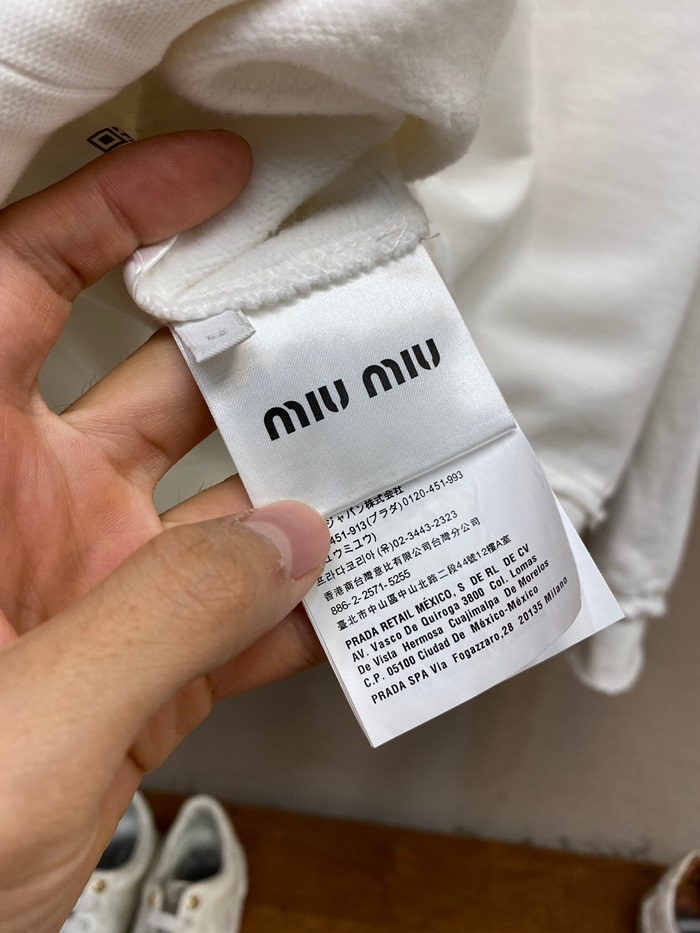 MIU MIU
ジャパン株式会社
451-913(プラダ)0120-451-993
ュウミュウ)
프라다코리아 (유)02-3443-2323
香港商台灣意比有限公司台灣分公司
886-2-2571-5255
臺北市中山區中山北路二段44號12樓A室
PRADA RETAIL MÉXICO, S DE RL DE CV
AV. Vasco De Quiroga 3800 Col. Lomas
De Vista Hermosa Cuajimalpa De Morelos
C.P. 05100 Ciudad De México-México
PRADA SPA Via Fogazzaro,28 20135 Milano